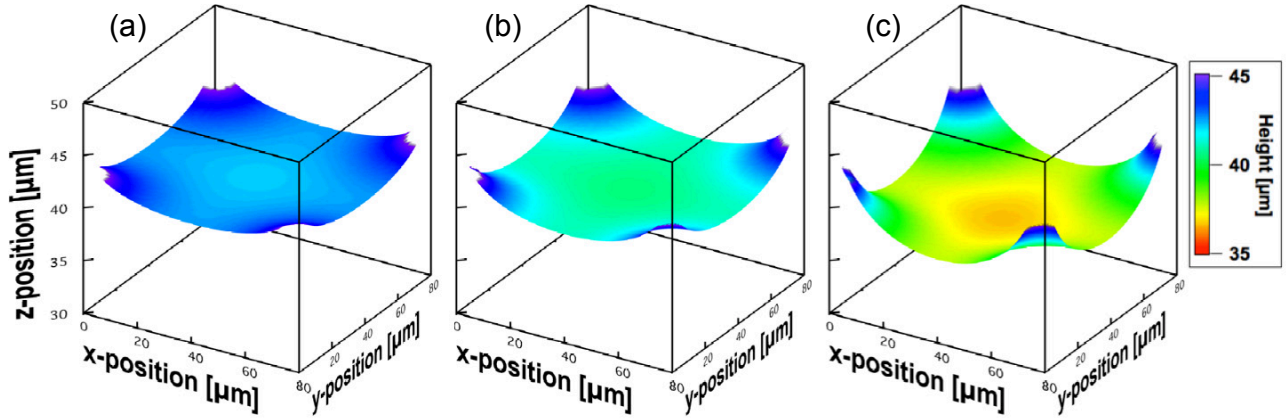 (a) (b) (c)
z-position [µm]
50
45
40
35
30
0 20 40 60 80
x-position [µm]
20 40 60 80
y-position [µm]
0 20 40 60 80
x-position [µm]
20 40 60 80
y-position [µm]
0 20 40 60 80
x-position [µm]
20 40 60 80
y-position [µm]
45
40
35
Height [µm]